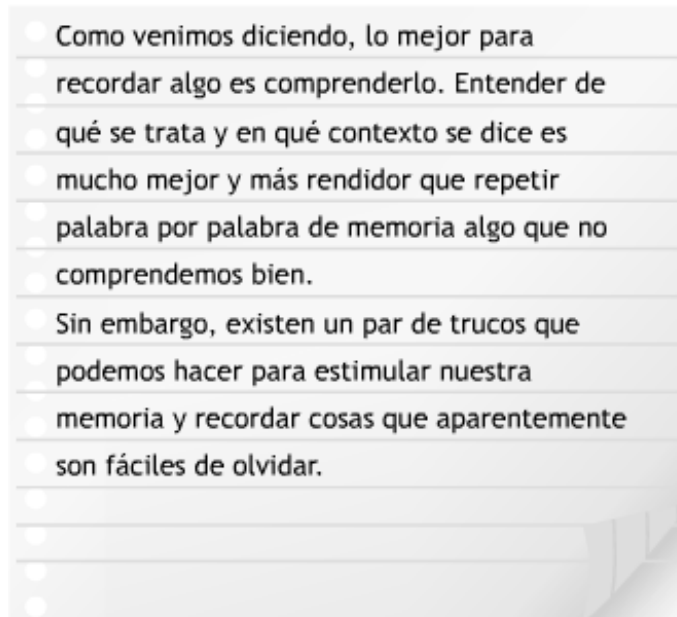 Como venimos diciendo, lo mejor para
recordar algo es comprenderlo. Entender de
qué se trata y en qué contexto se dice es
mucho mejor y más rendidor que repetir
palabra por palabra de memoria algo que no
comprendemos bien.
Sin embargo, existen un par de trucos que
podemos hacer para estimular nuestra
memoria y recordar cosas que aparentemente
son fáciles de olvidar.